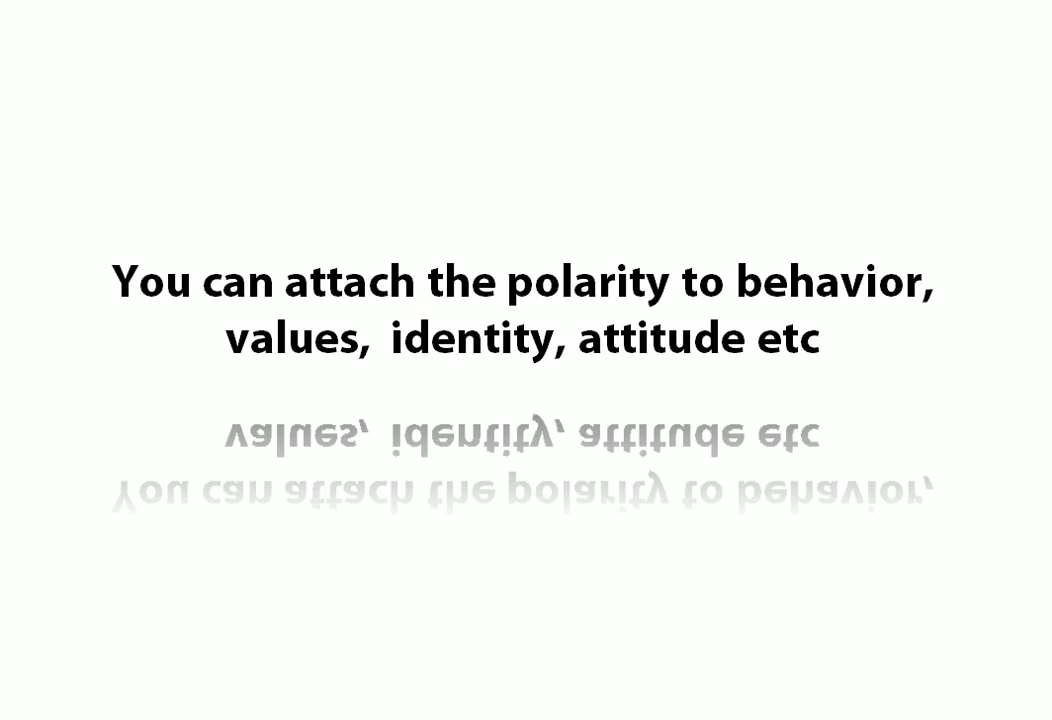 You can attach the polarity to behavior,
values,  identity, attitude etc